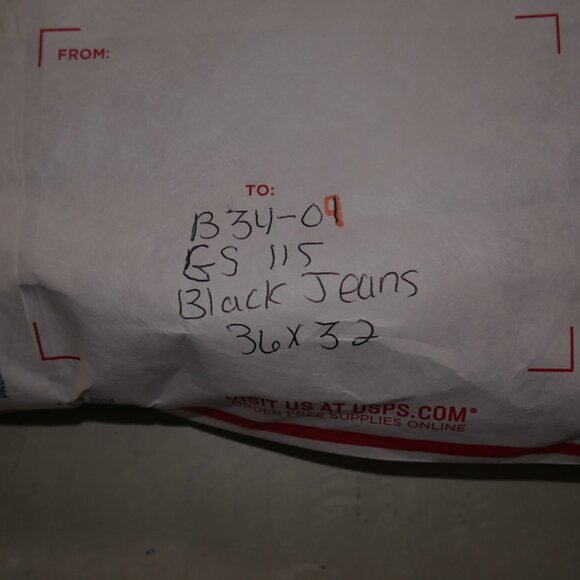 FROM:
TO:
B34-09
GS 115
Black Jeans
36x32
VISIT US AT USPS.COM®
ORDER FREE SUPPLIES ONLINE